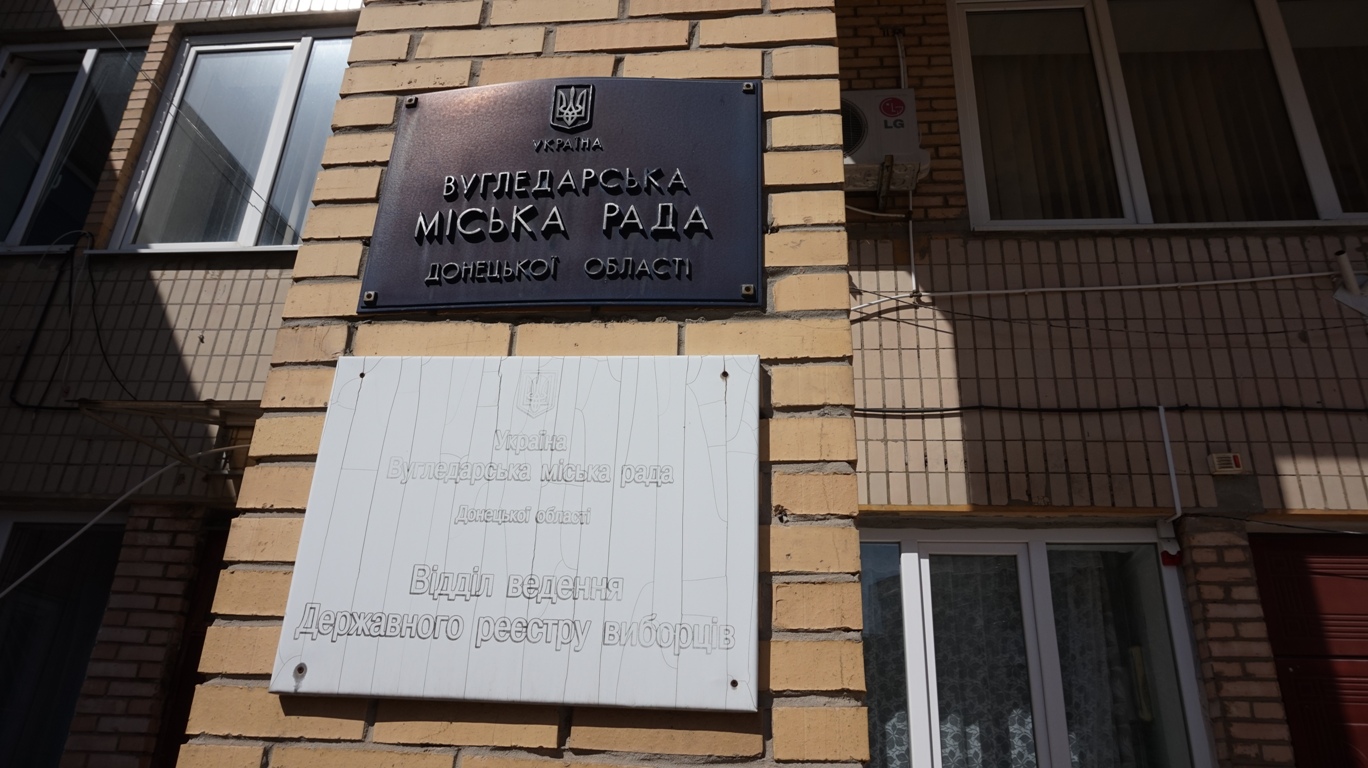 УКРАЇНА
ВУГЛЕДАРСЬКА
МІСЬКА РАДА
ДОНЕЦЬКОЇ ОБЛАСТІ
LG
Україна
Вугледарська міська рада
Донецької області
Відділ ведення
Державного реєстру виборців